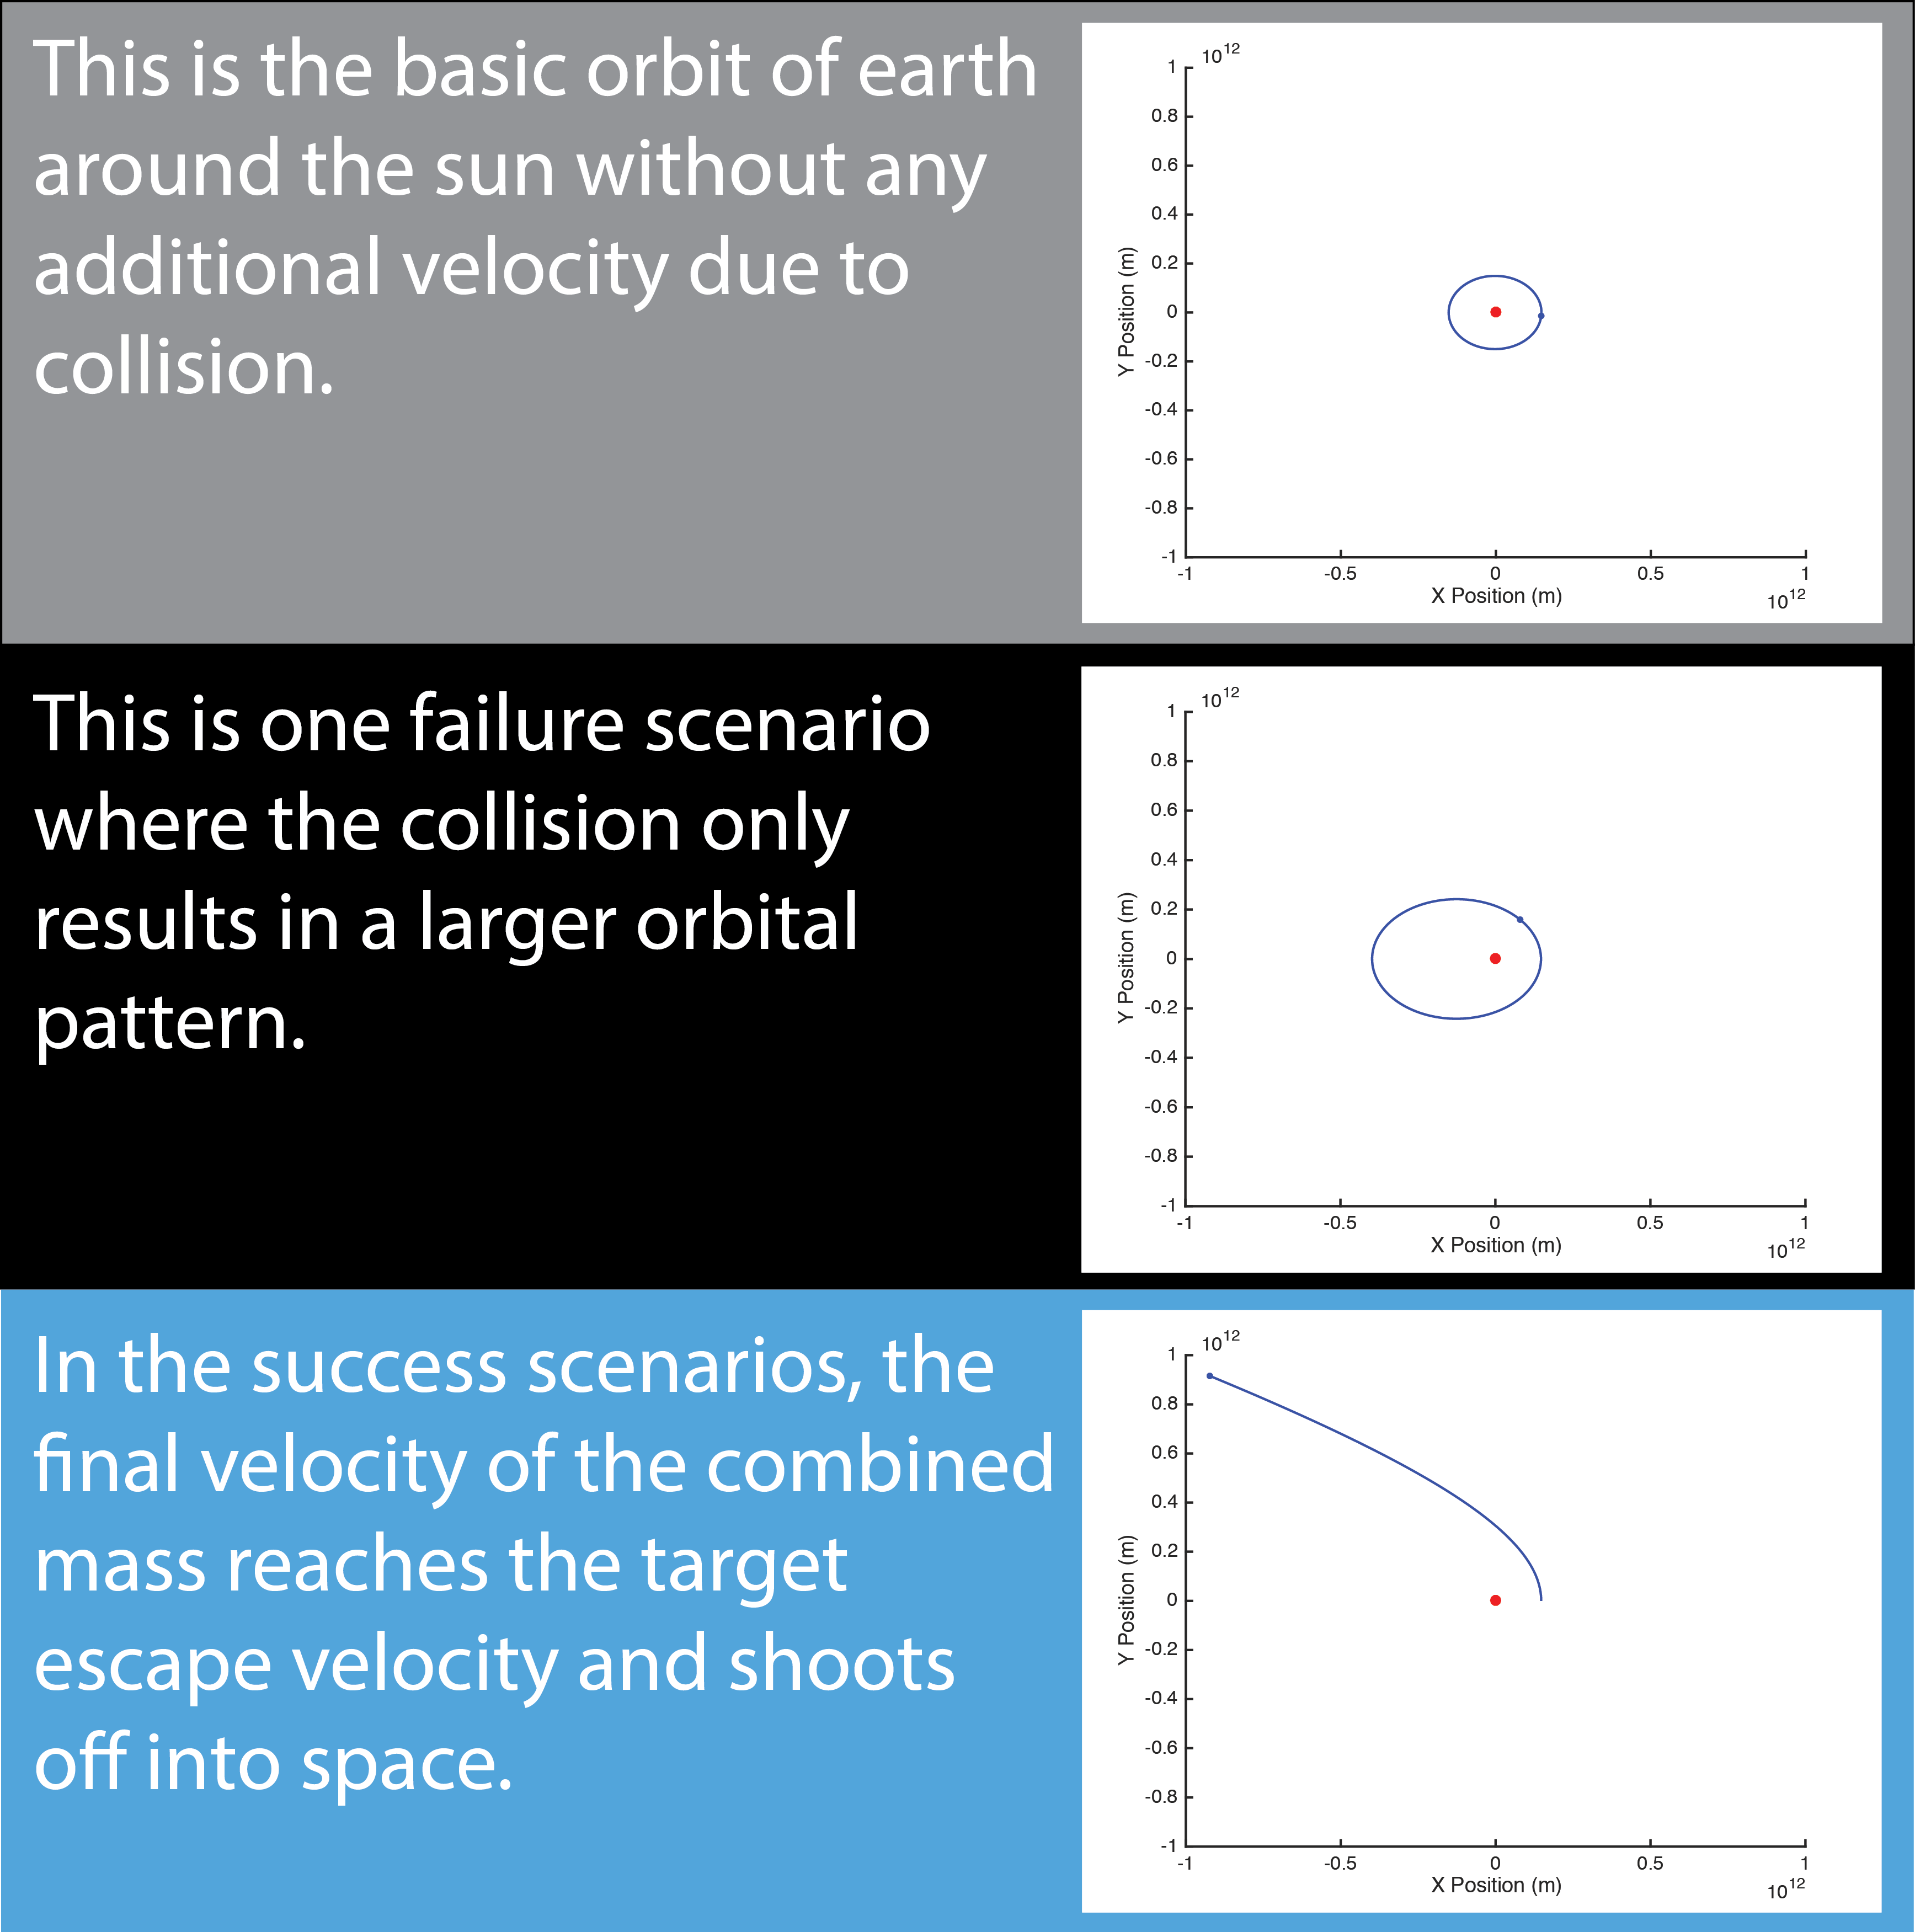 This is the basic orbit of earth
around the sun without any
additional velocity due to
collision.
10^12
1
0.8
0.6
0.4
0.2
0
-0.2
-0.4
-0.6
-0.8
-1
Y Position (m)
-1 -0.5 0 0.5 1
X Position (m)
10^12
This is one failure scenario
where the collision only
results in a larger orbital
pattern.
10^12
1
0.8
0.6
0.4
0.2
0
-0.2
-0.4
-0.6
-0.8
-1
Y Position (m)
-1 -0.5 0 0.5 1
X Position (m)
10^12
In the success scenarios, the
final velocity of the combined
mass reaches the target
escape velocity and shoots
off into space.
10^12
1
0.8
0.6
0.4
0.2
0
-0.2
-0.4
-0.6
-0.8
-1
Y Position (m)
-1 -0.5 0 0.5 1
X Position (m)
10^12